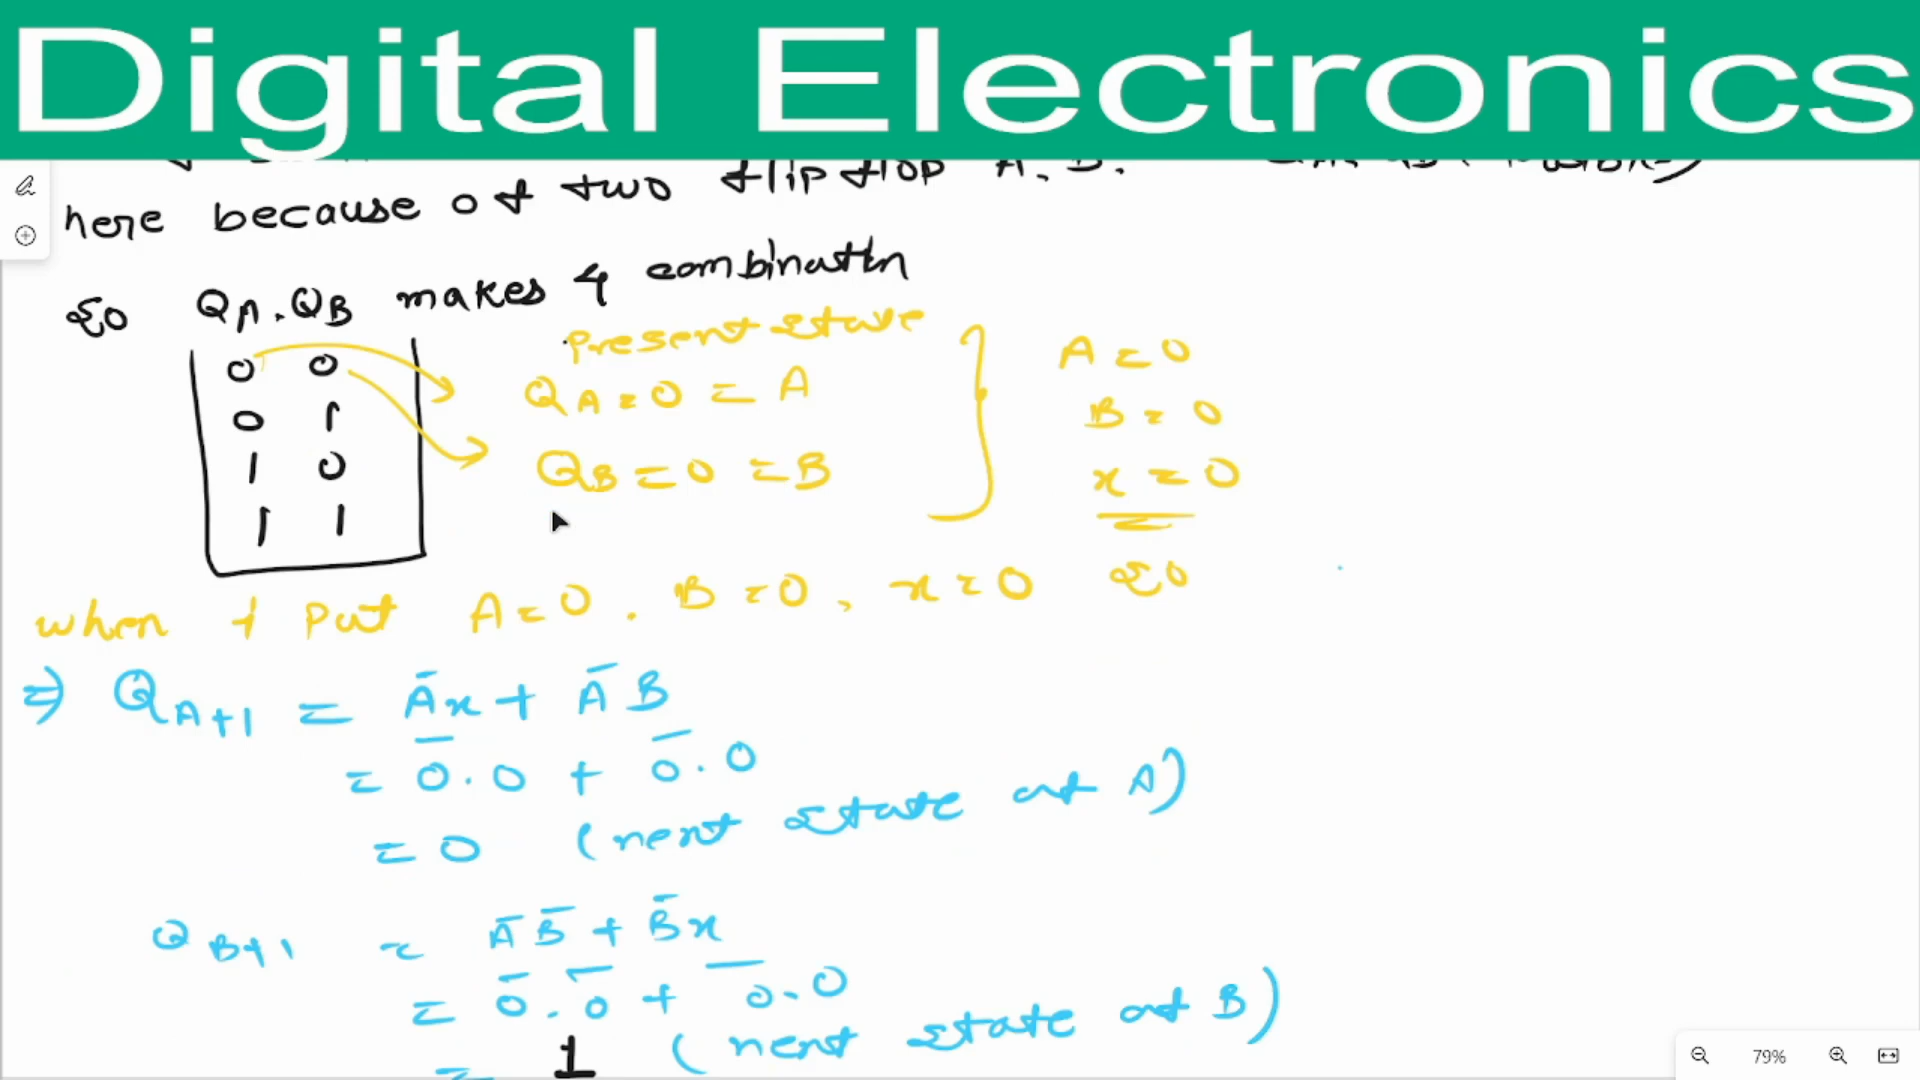 Digital Electronics
here because of two flip flop A, B.
So QA, QB makes 4 combinatin
0 0
0 1
1 0
1 1
Present state
QA = 0 = A
QB = 0 = B
A = 0
B = 0
x = 0
when I Put A = 0, B = 0, x = 0 So
⇒ QA+1 = Āx + ĀB
= 0̅.0 + 0̅.0
= 0 (next state at A)
QB+1 = ĀB̄ + B̄x
= 0̅.0̅ + 0̅.0
= 1 (next state at B)
79%